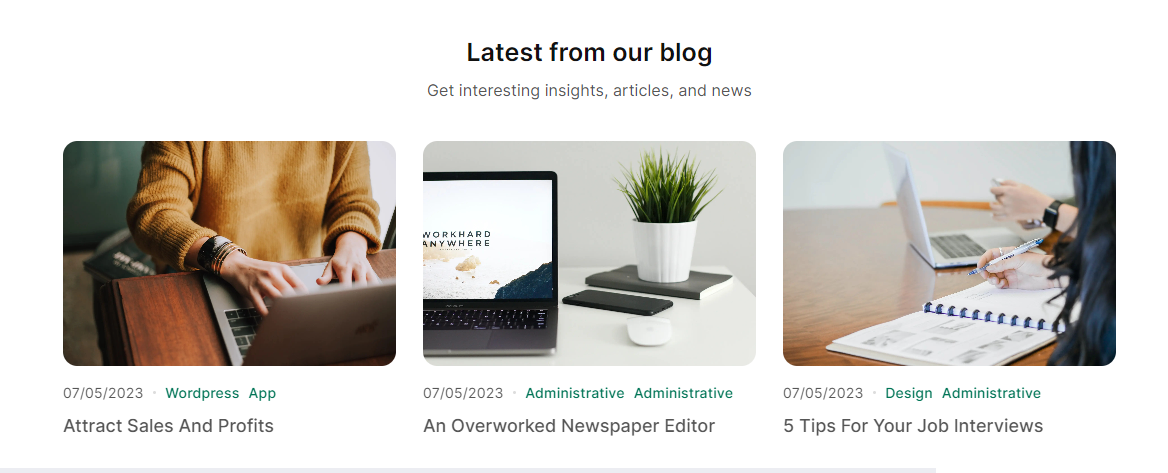 Latest from our blog
Get interesting insights, articles, and news
WORKHARD
ANYWHERE
07/05/2023 · Wordpress App
07/05/2023 · Administrative Administrative
07/05/2023 · Design Administrative
Attract Sales And Profits
An Overworked Newspaper Editor
5 Tips For Your Job Interviews